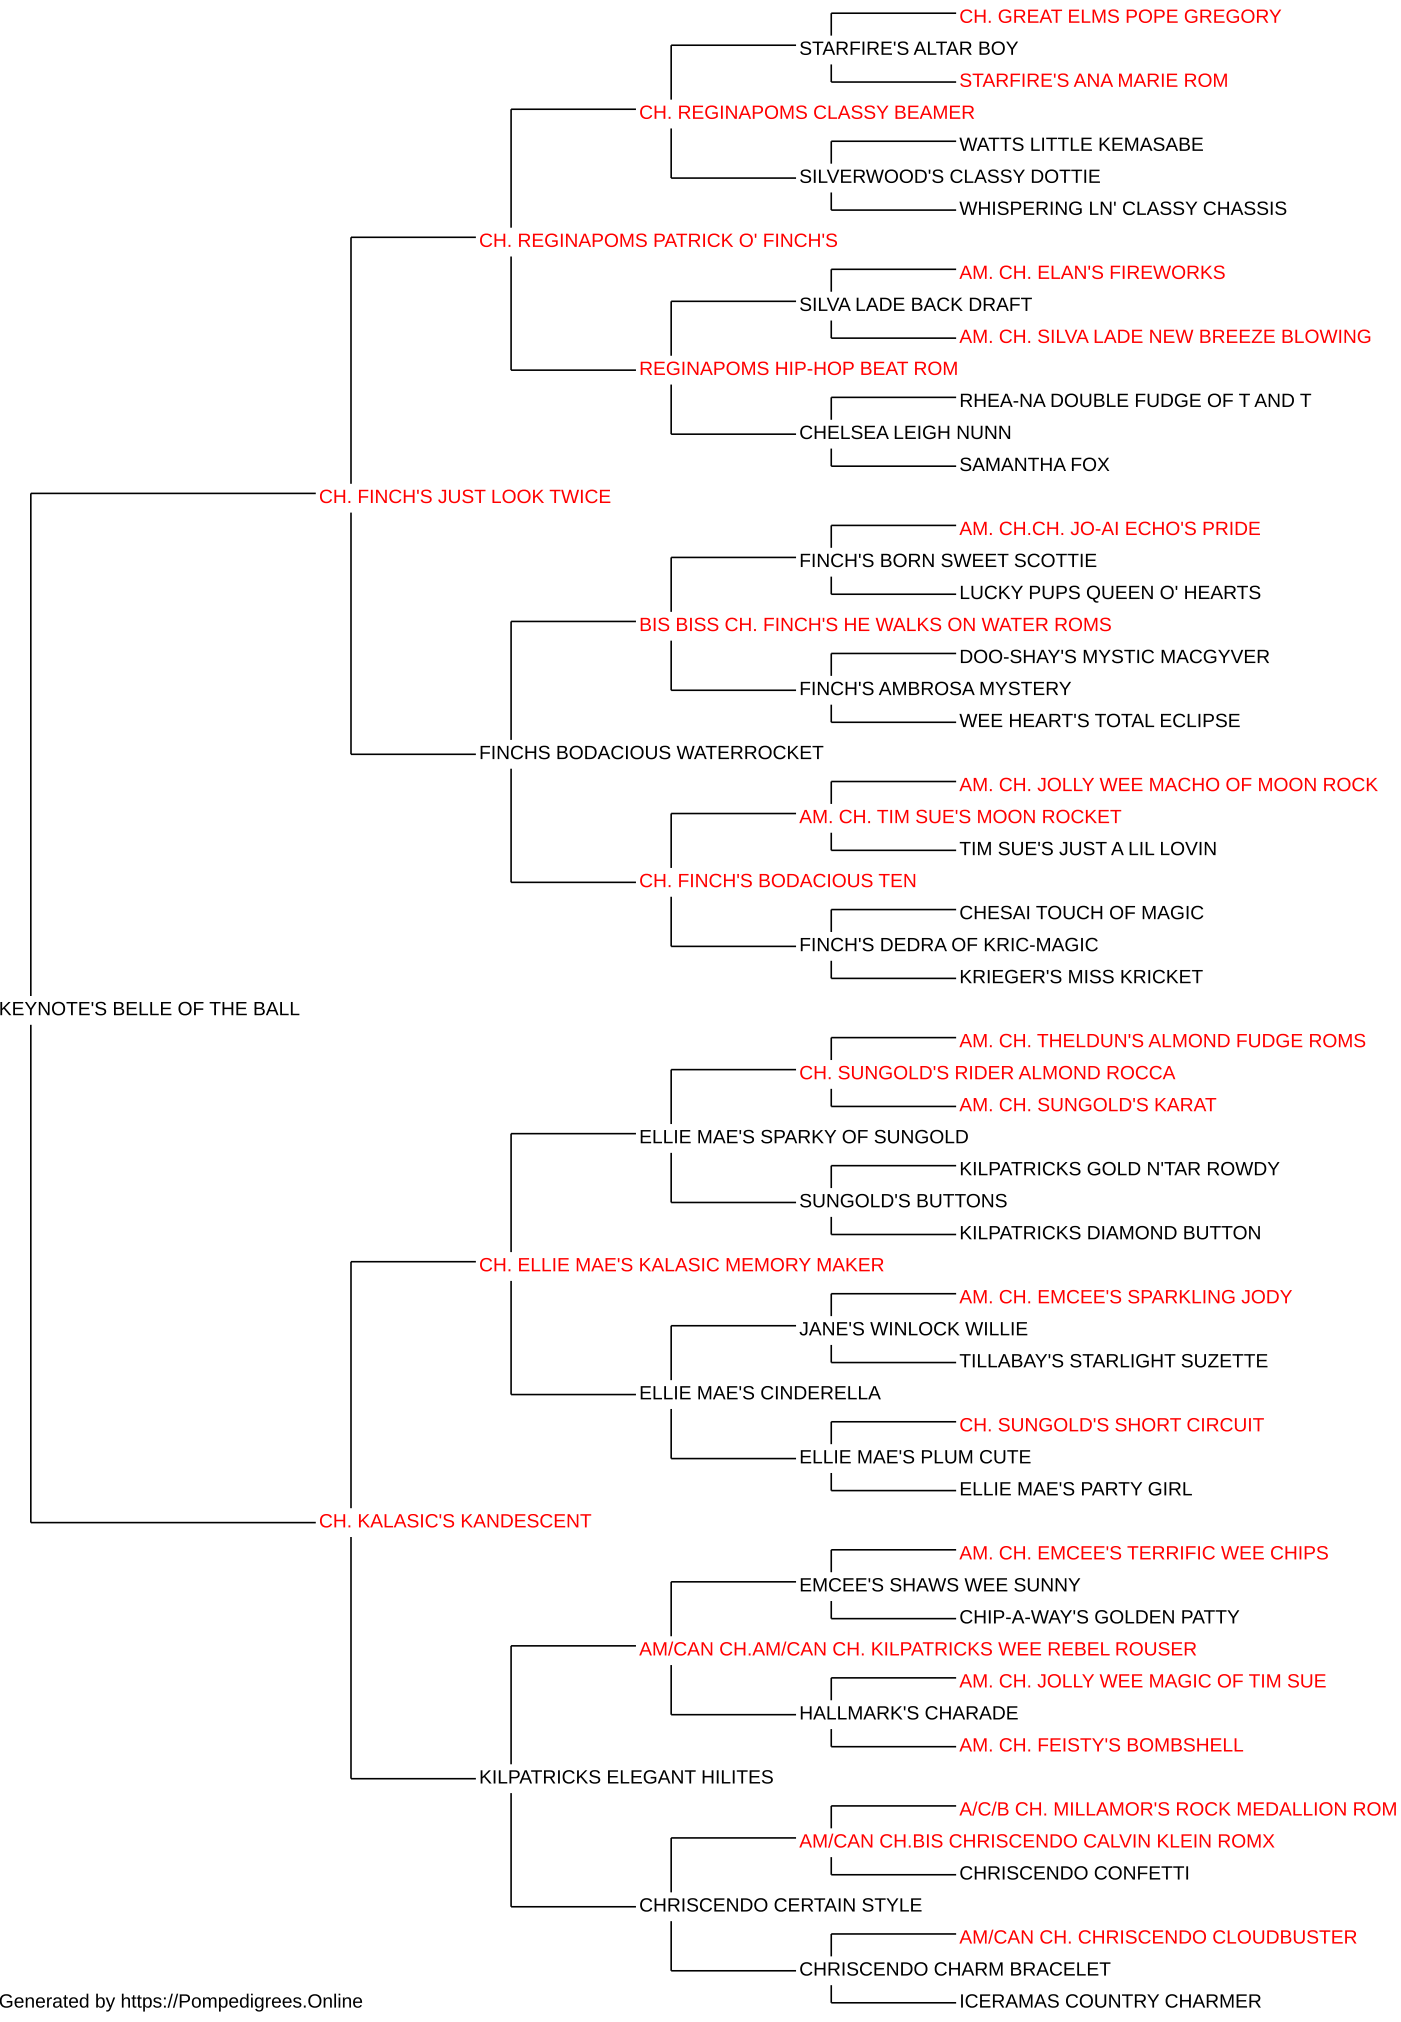 CH. GREAT ELMS POPE GREGORY
STARFIRE'S ALTAR BOY
STARFIRE'S ANA MARIE ROM
CH. REGINAPOMS CLASSY BEAMER
WATTS LITTLE KEMASABE
SILVERWOOD'S CLASSY DOTTIE
WHISPERING LN' CLASSY CHASSIS
CH. REGINAPOMS PATRICK O' FINCH'S
AM. CH. ELAN'S FIREWORKS
SILVA LADE BACK DRAFT
AM. CH. SILVA LADE NEW BREEZE BLOWING
REGINAPOMS HIP-HOP BEAT ROM
RHEA-NA DOUBLE FUDGE OF T AND T
CHELSEA LEIGH NUNN
SAMANTHA FOX
CH. FINCH'S JUST LOOK TWICE
AM. CH.CH. JO-AI ECHO'S PRIDE
FINCH'S BORN SWEET SCOTTIE
LUCKY PUPS QUEEN O' HEARTS
BIS BISS CH. FINCH'S HE WALKS ON WATER ROMS
DOO-SHAY'S MYSTIC MACGYVER
FINCH'S AMBROSA MYSTERY
WEE HEART'S TOTAL ECLIPSE
FINCHS BODACIOUS WATERROCKET
AM. CH. JOLLY WEE MACHO OF MOON ROCK
AM. CH. TIM SUE'S MOON ROCKET
TIM SUE'S JUST A LIL LOVIN
CH. FINCH'S BODACIOUS TEN
CHESAI TOUCH OF MAGIC
FINCH'S DEDRA OF KRIC-MAGIC
KRIEGER'S MISS KRICKET
KEYNOTE'S BELLE OF THE BALL
AM. CH. THELDUN'S ALMOND FUDGE ROMS
CH. SUNGOLD'S RIDER ALMOND ROCCA
AM. CH. SUNGOLD'S KARAT
ELLIE MAE'S SPARKY OF SUNGOLD
KILPATRICKS GOLD N'TAR ROWDY
SUNGOLD'S BUTTONS
KILPATRICKS DIAMOND BUTTON
CH. ELLIE MAE'S KALASIC MEMORY MAKER
AM. CH. EMCEE'S SPARKLING JODY
JANE'S WINLOCK WILLIE
TILLABAY'S STARLIGHT SUZETTE
ELLIE MAE'S CINDERELLA
CH. SUNGOLD'S SHORT CIRCUIT
ELLIE MAE'S PLUM CUTE
ELLIE MAE'S PARTY GIRL
CH. KALASIC'S KANDESCENT
AM. CH. EMCEE'S TERRIFIC WEE CHIPS
EMCEE'S SHAWS WEE SUNNY
CHIP-A-WAY'S GOLDEN PATTY
AM/CAN CH.AM/CAN CH. KILPATRICKS WEE REBEL ROUSER
AM. CH. JOLLY WEE MAGIC OF TIM SUE
HALLMARK'S CHARADE
AM. CH. FEISTY'S BOMBSHELL
KILPATRICKS ELEGANT HILITES
A/C/B CH. MILLAMOR'S ROCK MEDALLION ROM
AM/CAN CH.BIS CHRISCENDO CALVIN KLEIN ROMX
CHRISCENDO CONFETTI
CHRISCENDO CERTAIN STYLE
AM/CAN CH. CHRISCENDO CLOUDBUSTER
CHRISCENDO CHARM BRACELET
ICERAMAS COUNTRY CHARMER
Generated by https://Pompedigrees.Online